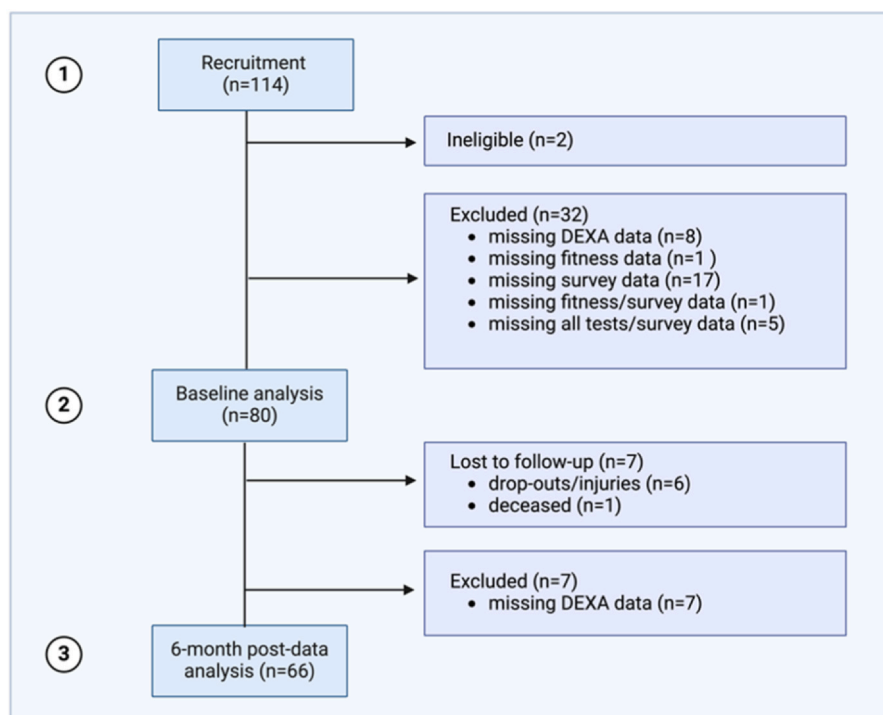 1
Recruitment
(n=114)
Ineligible (n=2)
Excluded (n=32)
• missing DEXA data (n=8)
• missing fitness data (n=1 )
• missing survey data (n=17)
• missing fitness/survey data (n=1)
• missing all tests/survey data (n=5)
2
Baseline analysis
(n=80)
Lost to follow-up (n=7)
• drop-outs/injuries (n=6)
• deceased (n=1)
Excluded (n=7)
• missing DEXA data (n=7)
3
6-month post-data
analysis (n=66)